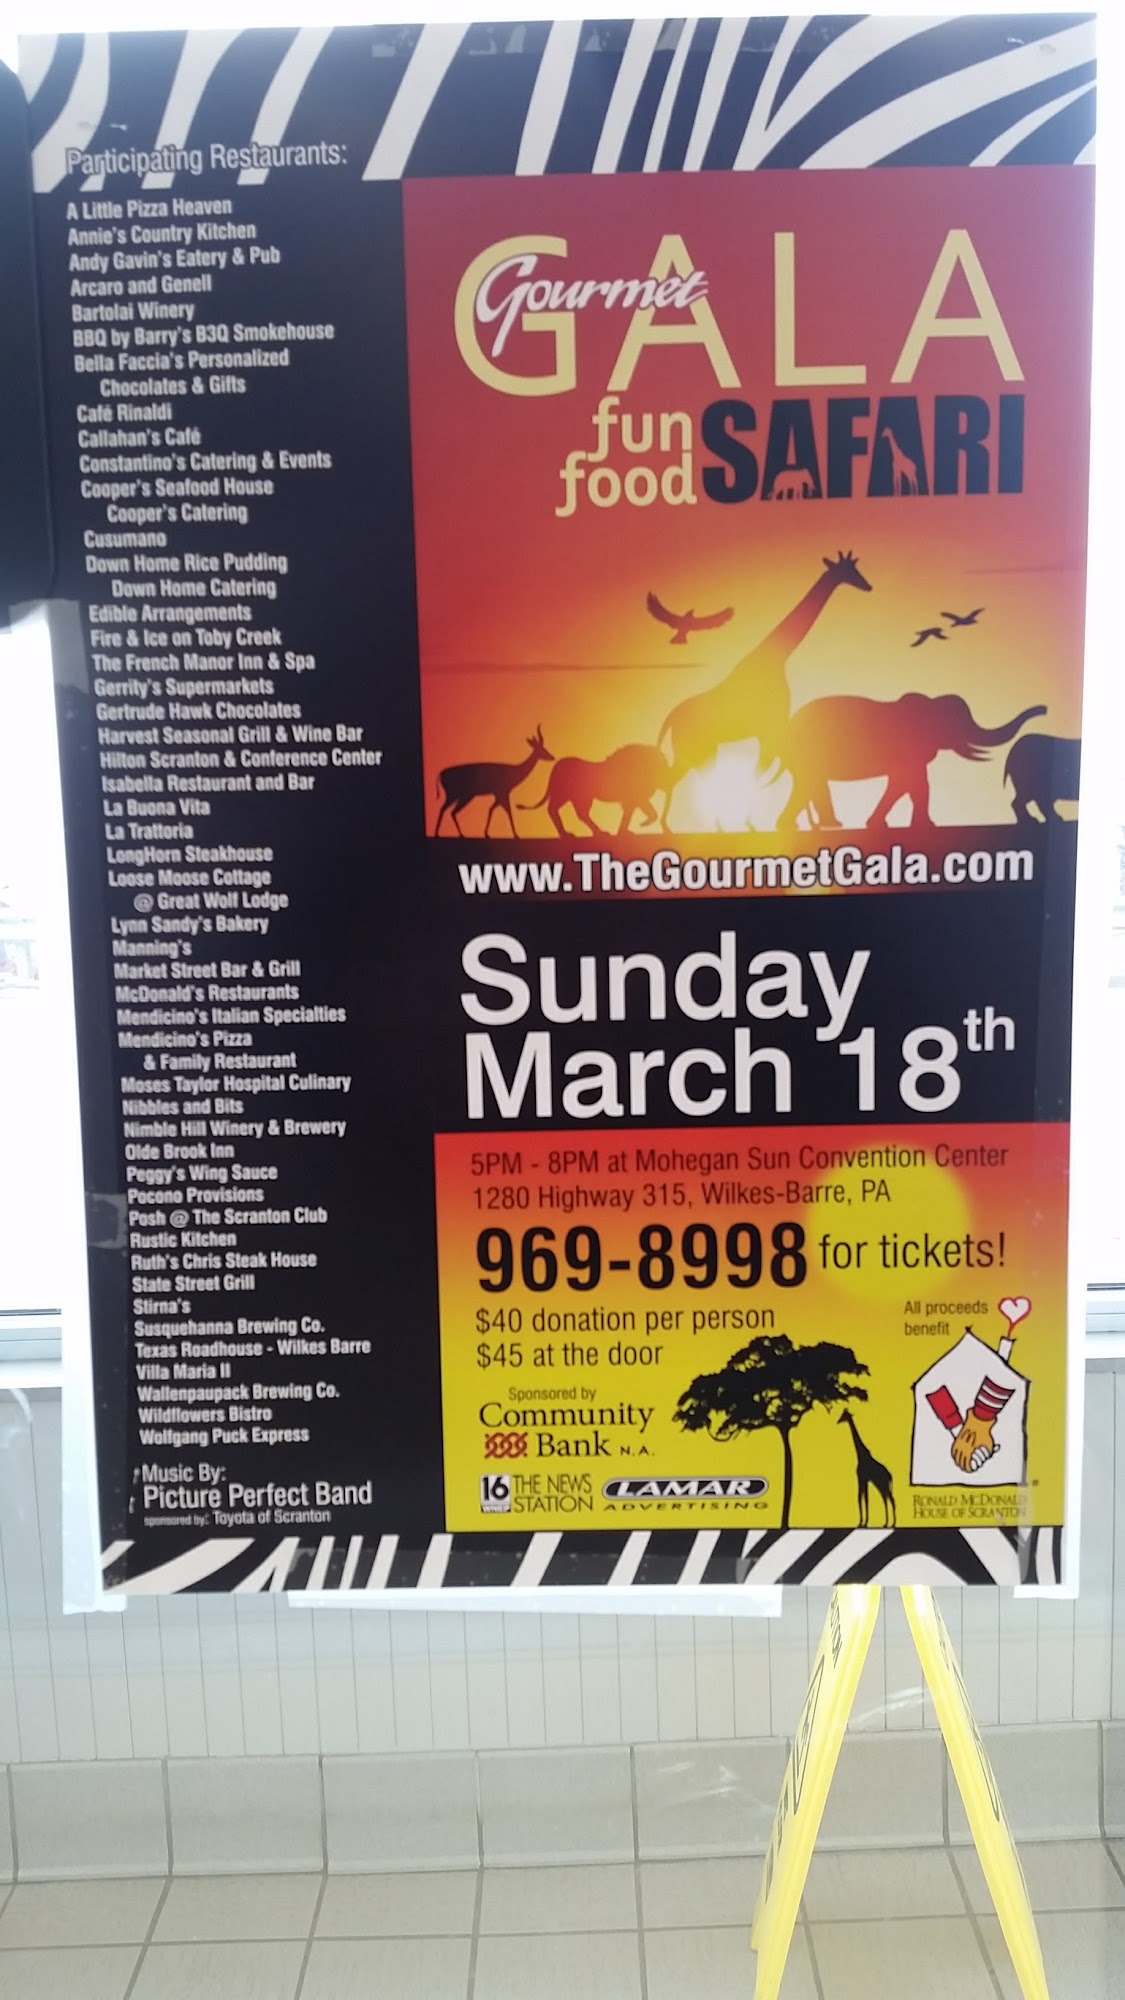 Participating Restaurants:
A Little Pizza Heaven
Annie's Country Kitchen
Andy Gavin's Eatery & Pub
Arcaro and Genell
Bartolai Winery
BBQ by Barry's B3Q Smokehouse
Bella Faccia's Personalized
Chocolates & Gifts
Café Rinaldi
Callahan's Café
Constantino's Catering & Events
Cooper's Seafood House
Cooper's Catering
Cusumano
Down Home Rice Pudding
Down Home Catering
Edible Arrangements
Fire & Ice on Toby Creek
The French Manor Inn & Spa
Gerrity's Supermarkets
Gertrude Hawk Chocolates
Harvest Seasonal Grill & Wine Bar
Hilton Scranton & Conference Center
Isabella Restaurant and Bar
La Buona Vita
La Trattoria
LongHorn Steakhouse
Loose Moose Cottage
@ Great Wolf Lodge
Lynn Sandy's Bakery
Manning's
Market Street Bar & Grill
McDonald's Restaurants
Mendicino's Italian Specialties
Mendicino's Pizza
& Family Restaurant
Moses Taylor Hospital Culinary
Nibbles and Bits
Nimble Hill Winery & Brewery
Olde Brook Inn
Peggy's Wing Sauce
Pocono Provisions
Posh @ The Scranton Club
Rustic Kitchen
Ruth's Chris Steak House
State Street Grill
Stirna's
Susquehanna Brewing Co.
Texas Roadhouse - Wilkes Barre
Villa Maria II
Wallenpaupack Brewing Co.
Wildflowers Bistro
Wolfgang Puck Express
Music By:
Picture Perfect Band
sponsored by: Toyota of Scranton
Gourmet
GALA
fun
food SAFARI
www.TheGourmetGala.com
Sunday
March 18th
5PM - 8PM at Mohegan Sun Convention Center
1280 Highway 315, Wilkes-Barre, PA
969-8998 for tickets!
$40 donation per person
$45 at the door
Sponsored by
Community
Bank N.A.
16 THE NEWS
WNEP STATION
LAMAR
ADVERTISING
All proceeds
benefit
RONALD MCDONALD
HOUSE OF SCRANTON